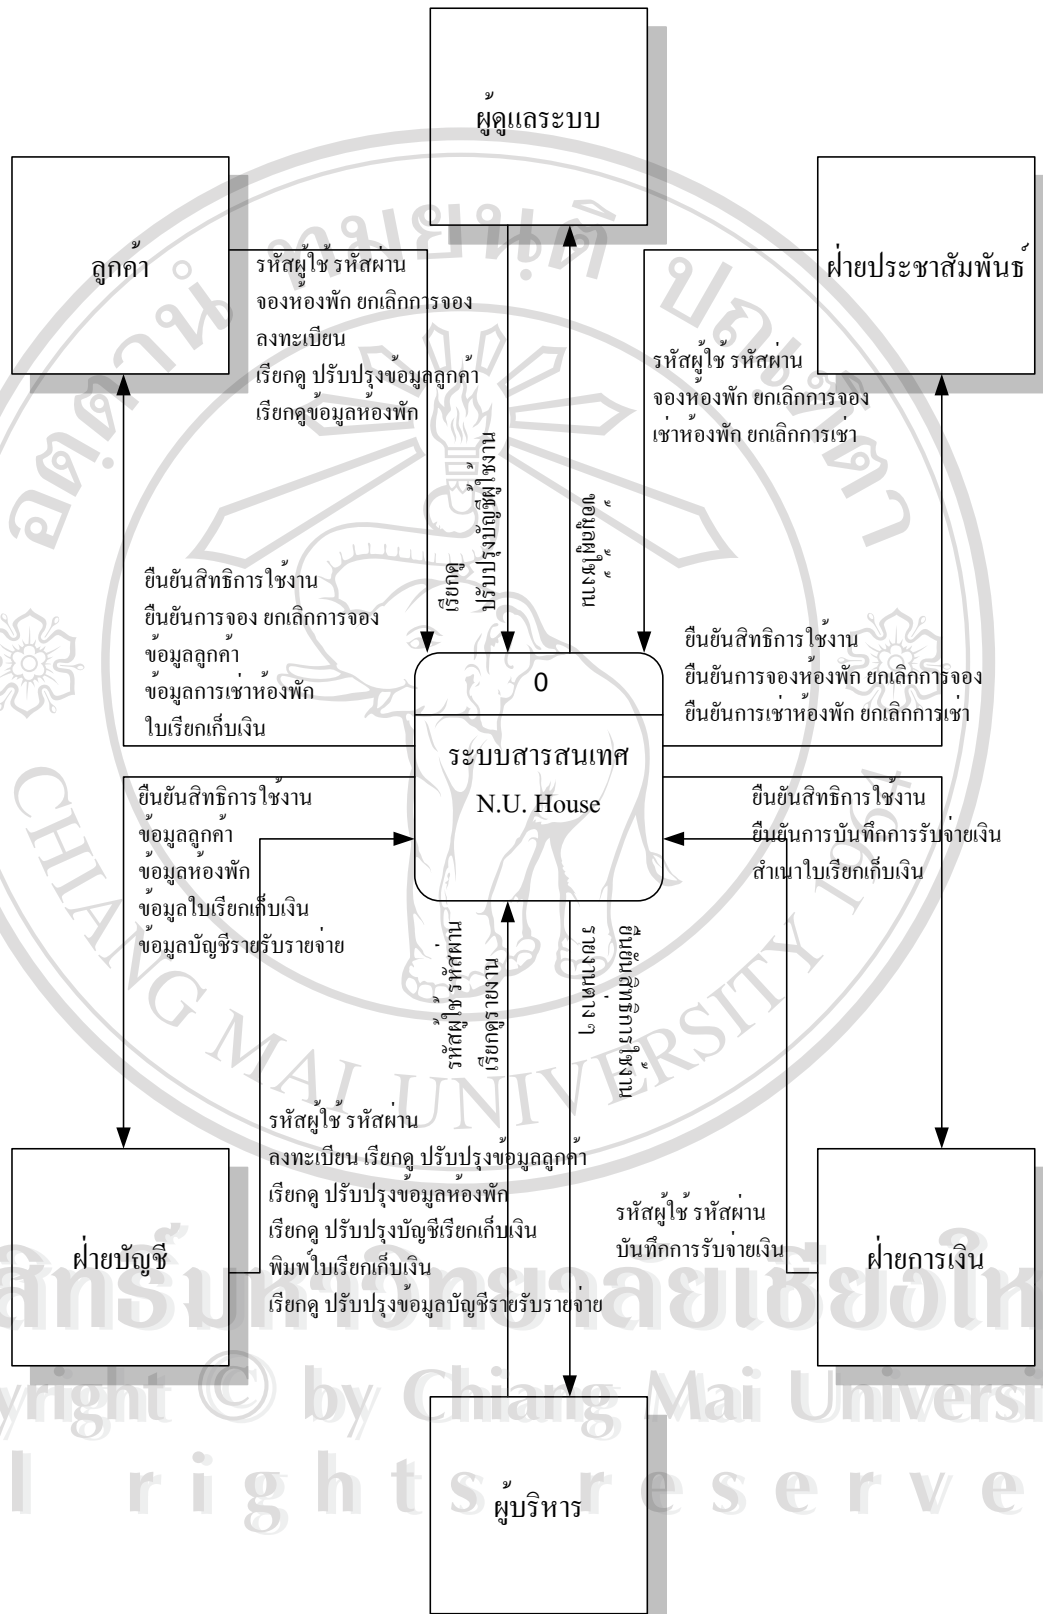 ผู้ดูแลระบบ
ลูกค้า
ฝ่ายประชาสัมพันธ์
รหัสผู้ใช้ รหัสผ่าน
จองห้องพัก ยกเลิกการจอง
ลงทะเบียน
เรียกดู ปรับปรุงข้อมูลลูกค้า
เรียกดูข้อมูลห้องพัก
รหัสผู้ใช้ รหัสผ่าน
จองห้องพัก ยกเลิกการจอง
เช่าห้องพัก ยกเลิกการเช่า
เรียกดู
ปรับปรุงบัญชีผู้ใช้งาน
ข้อมูลผู้ใช้งาน
ยืนยันสิทธิการใช้งาน
ยืนยันการจอง ยกเลิกการจอง
ข้อมูลลูกค้า
ข้อมูลการเช่าห้องพัก
ใบเรียกเก็บเงิน
ยืนยันสิทธิการใช้งาน
ยืนยันการจองห้องพัก ยกเลิกการจอง
ยืนยันการเช่าห้องพัก ยกเลิกการเช่า
0
ระบบสารสนเทศ
N.U. House
ยืนยันสิทธิการใช้งาน
ข้อมูลลูกค้า
ข้อมูลห้องพัก
ข้อมูลใบเรียกเก็บเงิน
ข้อมูลบัญชีรายรับรายจ่าย
ยืนยันสิทธิการใช้งาน
ยืนยันการบันทึกการรับจ่ายเงิน
สำเนาใบเรียกเก็บเงิน
รหัสผู้ใช้ รหัสผ่าน
เรียกดูรายงาน
ยืนยันสิทธิการใช้งาน
รายงานต่าง ๆ
รหัสผู้ใช้ รหัสผ่าน
ลงทะเบียน เรียกดู ปรับปรุงข้อมูลลูกค้า
เรียกดู ปรับปรุงข้อมูลห้องพัก
เรียกดู ปรับปรุงบัญชีเรียกเก็บเงิน
พิมพ์ใบเรียกเก็บเงิน
เรียกดู ปรับปรุงข้อมูลบัญชีรายรับรายจ่าย
รหัสผู้ใช้ รหัสผ่าน
บันทึกการรับจ่ายเงิน
ฝ่ายบัญชี
ฝ่ายการเงิน
ผู้บริหาร
CHIANG MAI UNIVERSITY 1964
by Chiang Mai
rights